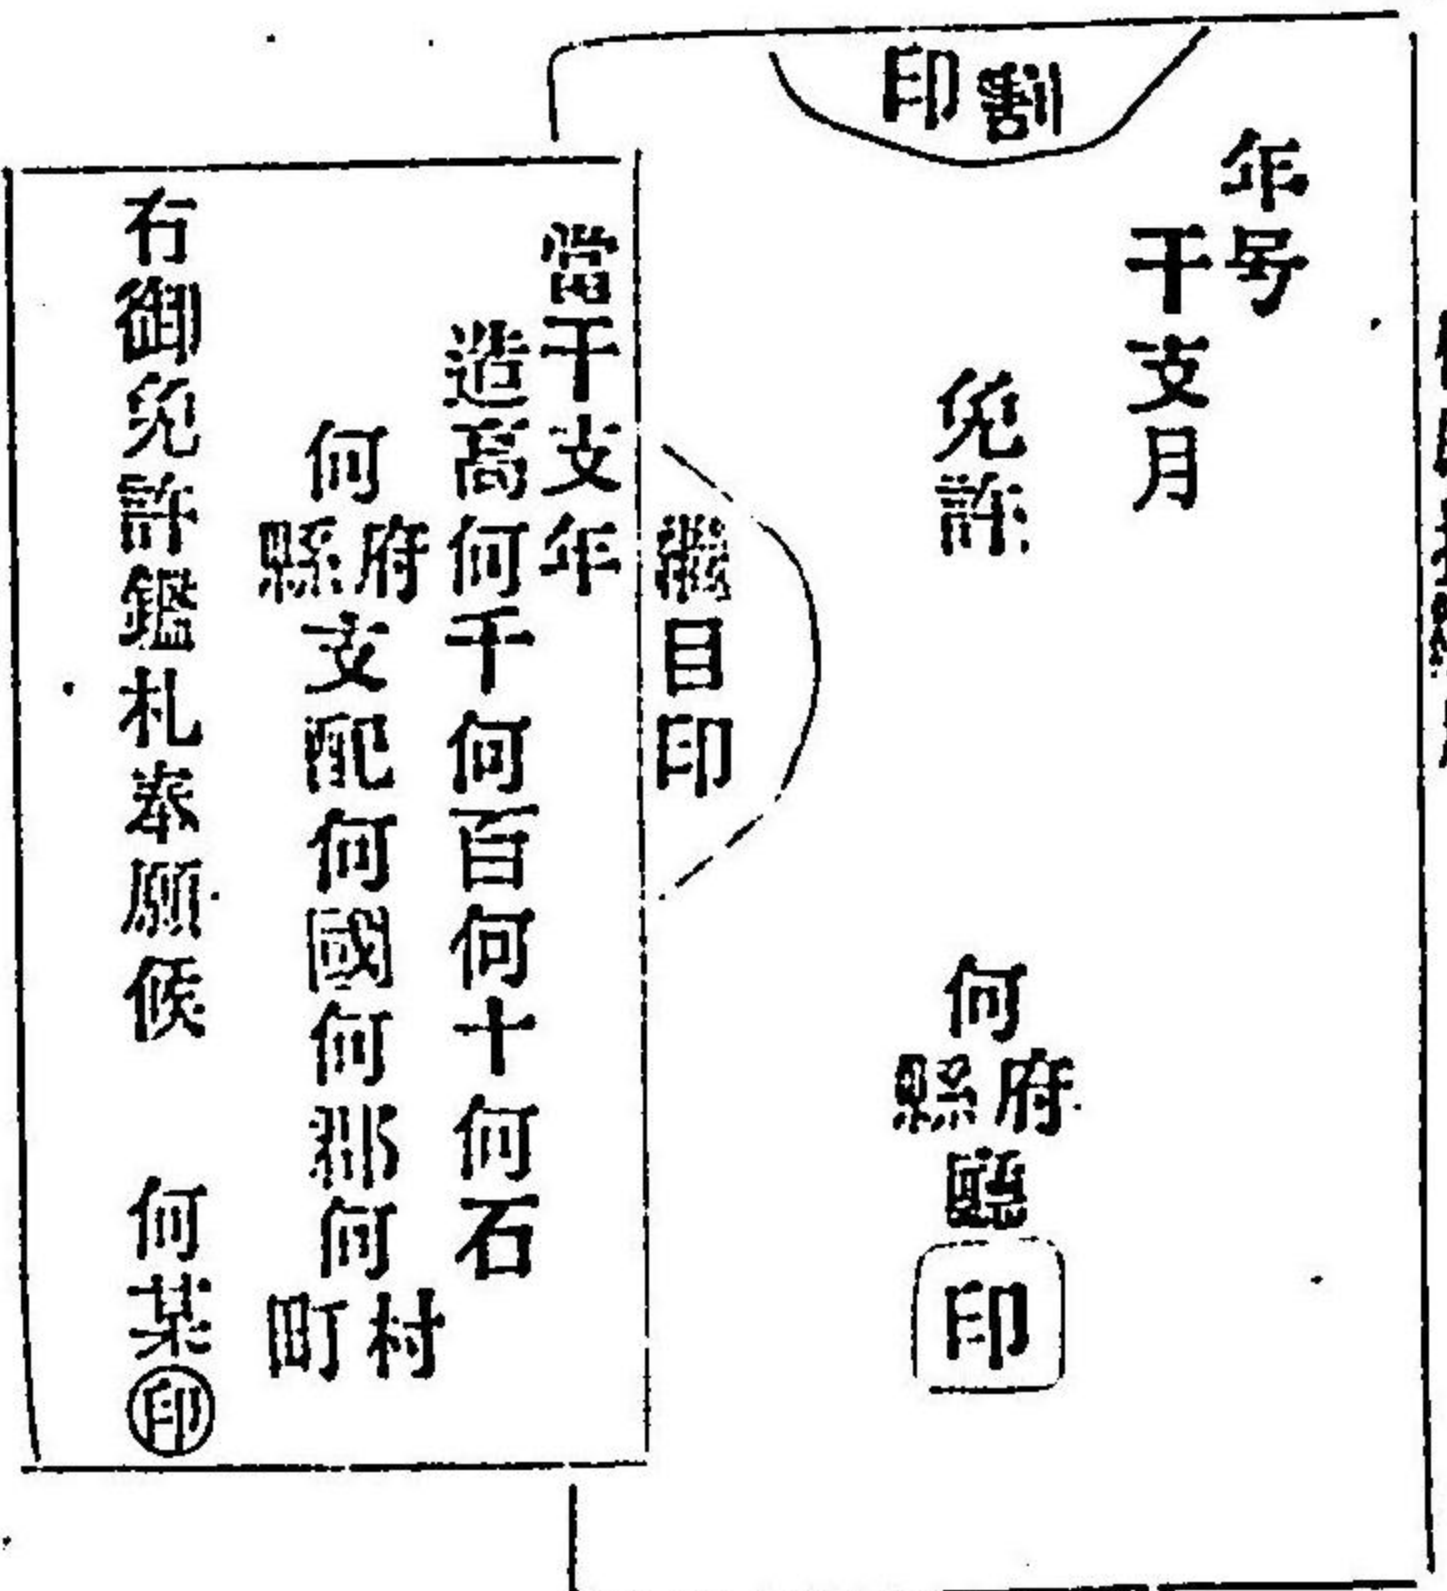 割印
年号
干支月
免許
何府縣廳印
繼目印
當干支年
造高何千何百何十何石
何府縣支配何國何郡何村町
右御免許鑑札奉願候　何某印